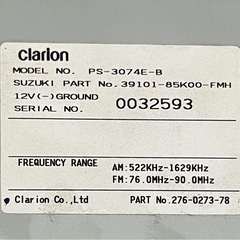 clarion
MODEL NO. PS-3074E-B
SUZUKI PART No. 39101-85K00-FMH
12V(-)GROUND
SERIAL NO. 0032593
FREQUENCY RANGE AM:522KHz-1629KHz
FM:76.0MHz-90.0MHz
Clarion Co.,Ltd PART No.276-0273-78